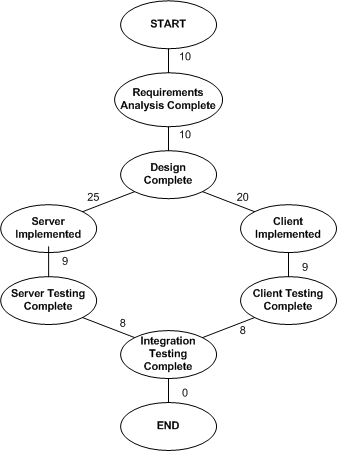 START
10
Requirements
Analysis Complete
10
Design
Complete
25
20
Server
Implemented
Client
Implemented
9
9
Server Testing
Complete
Client Testing
Complete
8
8
Integration
Testing
Complete
0
END